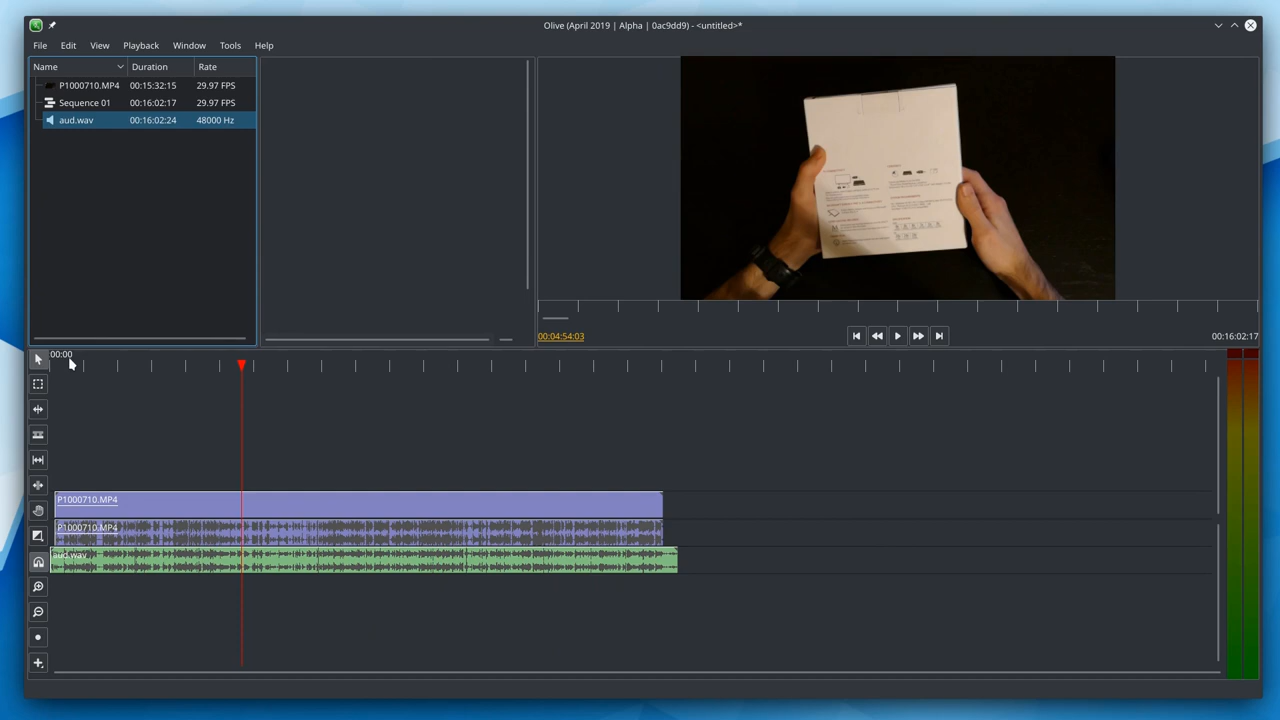 Olive (April 2019 | Alpha | 0ac9dd9) - <untitled>*
File Edit View Playback Window Tools Help
Name Duration Rate
P1000710.MP4 00:15:32:15 29.97 FPS
Sequence 01 00:16:02:17 29.97 FPS
aud.wav 00:16:02:24 48000 Hz
00:04:54:03 00:16:02:17
00:00
P1000710.MP4
P1000710.MP4
aud.wav